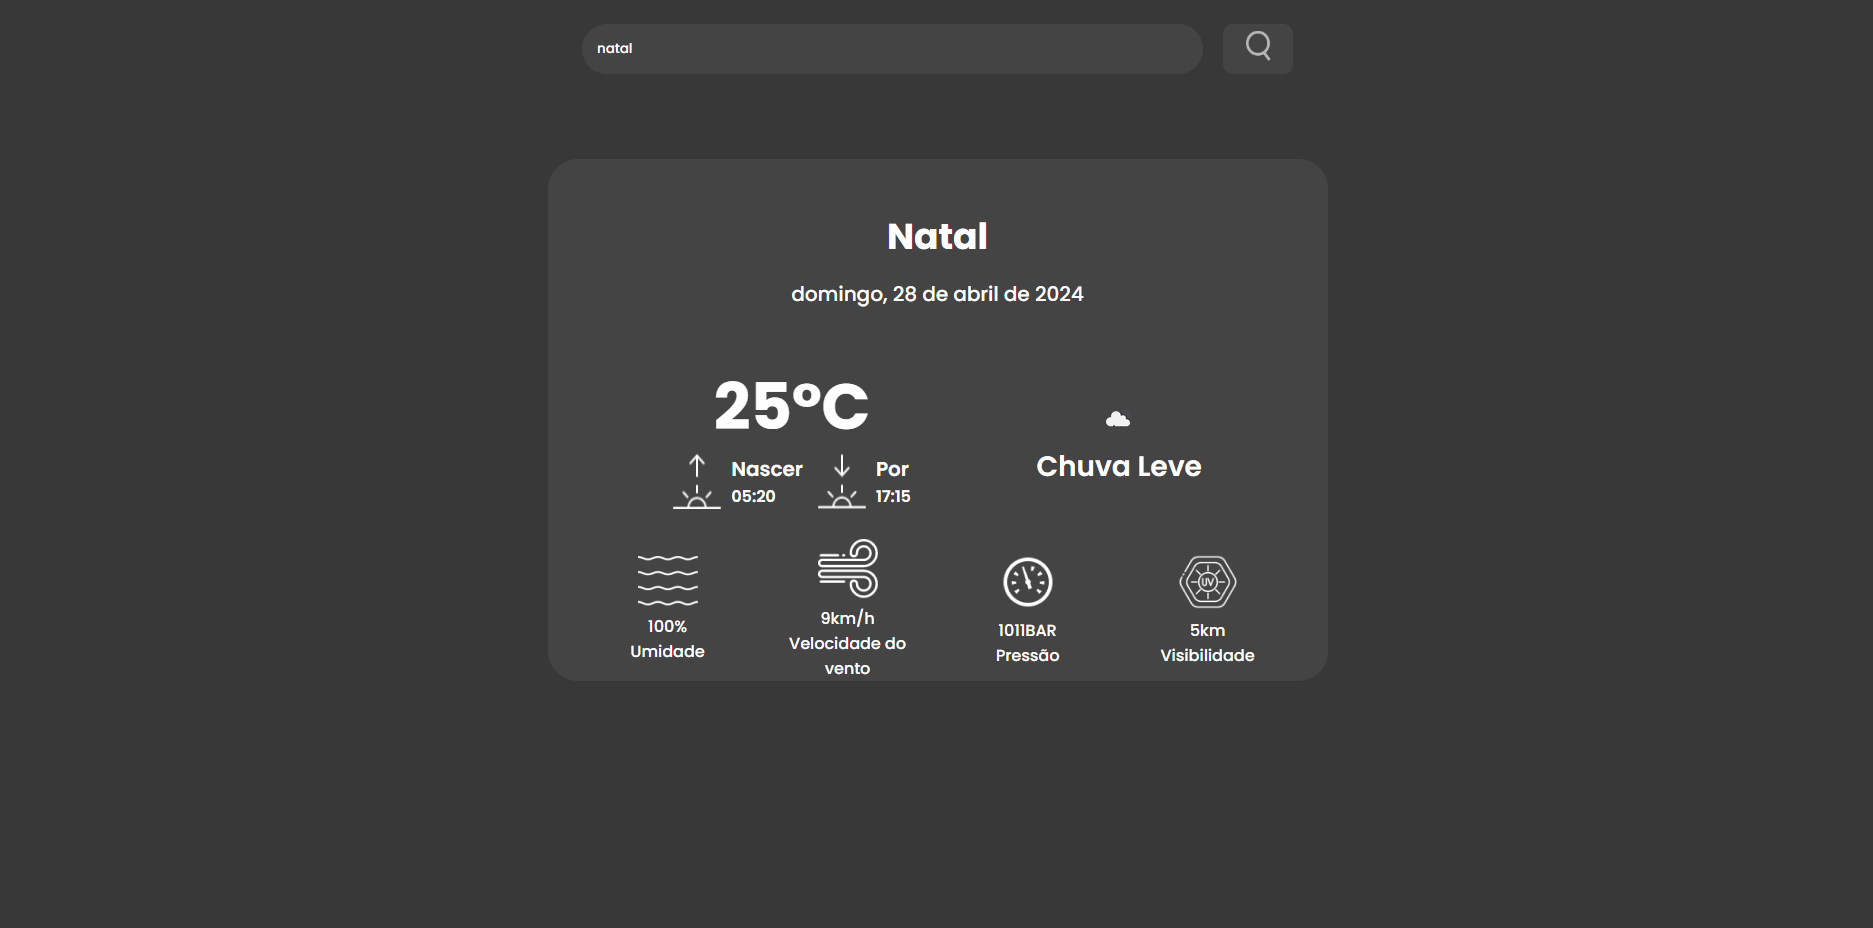 natal
Natal
domingo, 28 de abril de 2024
25°C
Nascer
05:20
Por
17:15
Chuva Leve
100%
Umidade
9km/h
Velocidade do
vento
1011BAR
Pressão
UV
5km
Visibilidade